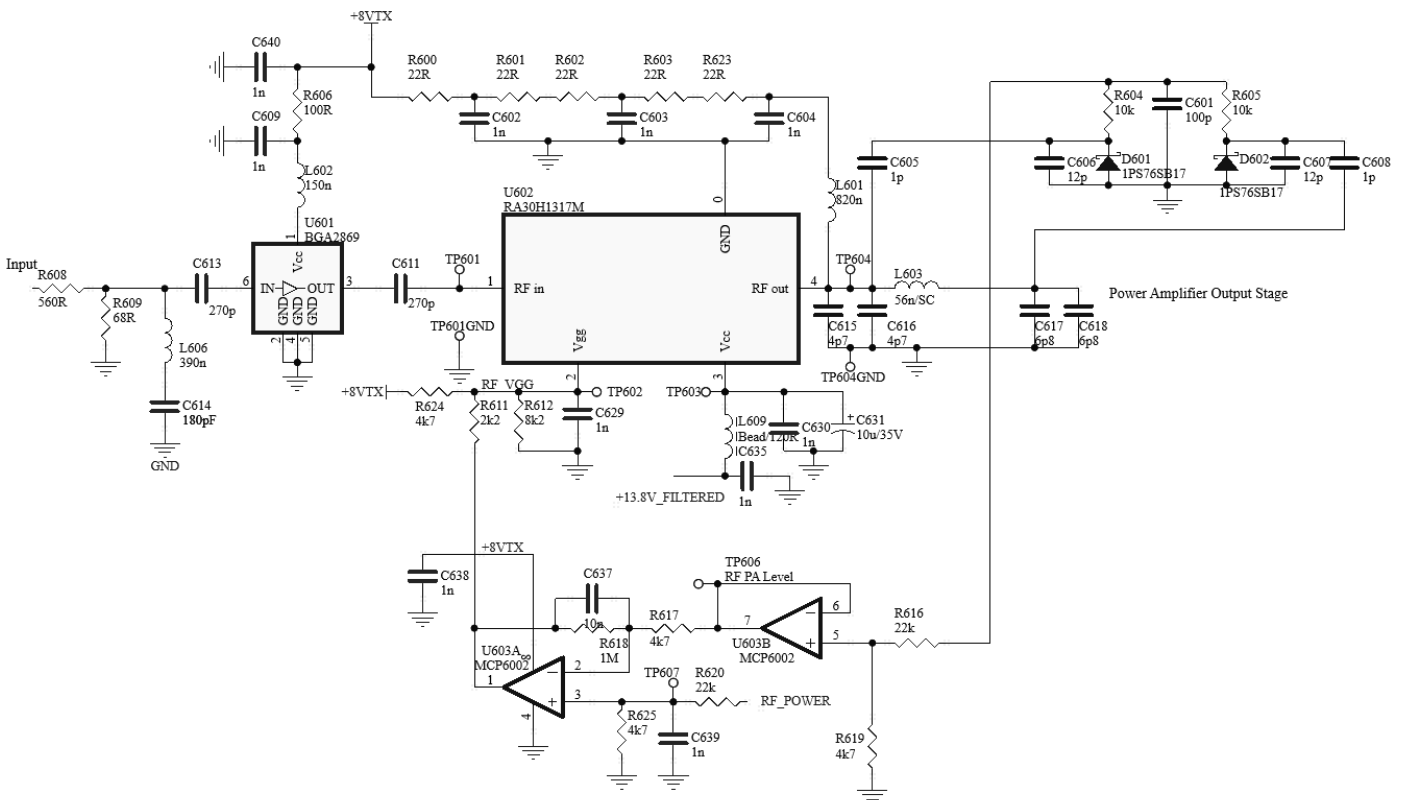 +8VTX
C640
1n
R606
100R
C609
1n
L602
150n
R600
22R
R601
22R
R602
22R
R603
22R
R623
22R
C602
1n
C603
1n
C604
1n
R604
10k
C601
100p
R605
10k
C605
1p
C606
12p
D601
1PS76SB17
D602
1PS76SB17
C607
12p
C608
1p
L601
820n
U602
RA30H1317M
0
GND
U601
BGA2869
1
Vcc
Input
R608
560R
R609
68R
C613
270p
6
IN
OUT
3
GND
GND
GND
2
4
5
C611
270p
TP601
1
RF in
RF out
4
TP604
L603
56n/SC
Power Amplifier Output Stage
C615
4p7
C616
4p7
C617
6p8
C618
6p8
TP601GND
Vgg
Vcc
2
3
TP604GND
L606
390n
C614
180pF
GND
+8VTX
RF_VGG
TP602
TP603
R624
4k7
R611
2k2
R612
8k2
C629
1n
L609
Bead/120R
C630
1n
C631
+
10u/35V
C635
1n
+13.8V_FILTERED
+8VTX
C638
1n
C637
10n
TP606
RF PA Level
R617
4k7
R618
1M
7
6
5
U603B
MCP6002
R616
22k
U603A
MCP6002
8
1
2
3
4
TP607
R620
22k
RF_POWER
R625
4k7
C639
1n
R619
4k7